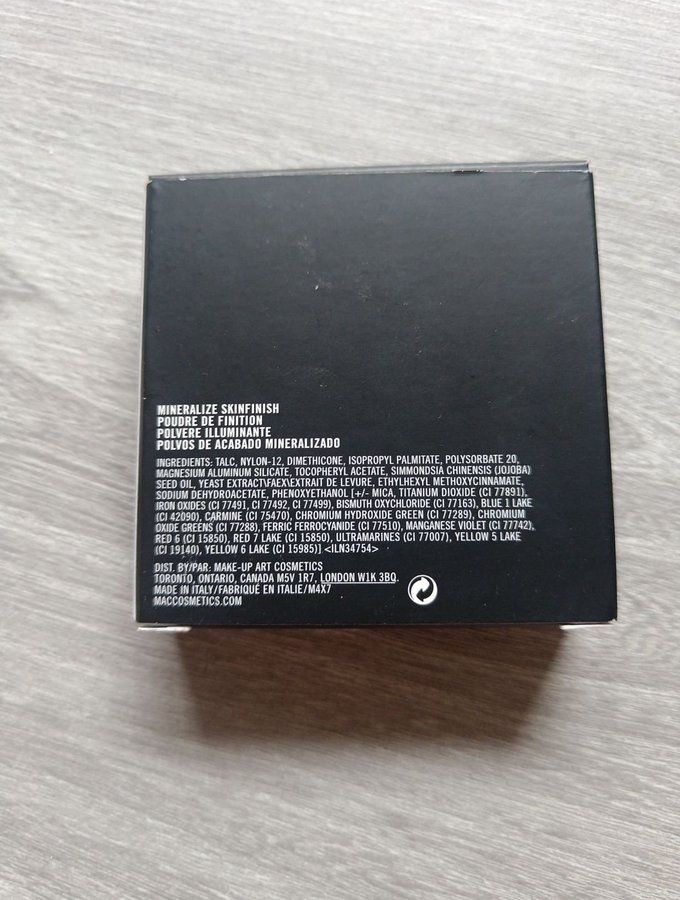 MINERALIZE SKINFINISH
POUDRE DE FINITION
POLVERE ILLUMINANTE
POLVOS DE ACABADO MINERALIZADO
INGREDIENTS: TALC, NYLON-12, DIMETHICONE, ISOPROPYL PALMITATE, POLYSORBATE 20,
MAGNESIUM ALUMINUM SILICATE, TOCOPHERYL ACETATE, SIMMONDSIA CHINENSIS (JOJOBA)
SEED OIL, YEAST EXTRACT\FAEX\EXTRAIT DE LEVURE, ETHYLHEXYL METHOXYCINNAMATE,
SODIUM DEHYDROACETATE, PHENOXYETHANOL [+/- MICA, TITANIUM DIOXIDE (CI 77891),
IRON OXIDES (CI 77491, CI 77492, CI 77499), BISMUTH OXYCHLORIDE (CI 77163), BLUE 1 LAKE
(CI 42090), CARMINE (CI 75470), CHROMIUM HYDROXIDE GREEN (CI 77289), CHROMIUM
OXIDE GREENS (CI 77288), FERRIC FERROCYANIDE (CI 77510), MANGANESE VIOLET (CI 77742),
RED 6 (CI 15850), RED 7 LAKE (CI 15850), ULTRAMARINES (CI 77007), YELLOW 5 LAKE
(CI 19140), YELLOW 6 LAKE (CI 15985)] <ILN34754>
DIST. BY/PAR: MAKE-UP ART COSMETICS
TORONTO, ONTARIO, CANADA M5V 1R7, LONDON W1K 3BQ.
MADE IN ITALY/FABRIQUÉ EN ITALIE/M4X7
MACCOSMETICS.COM